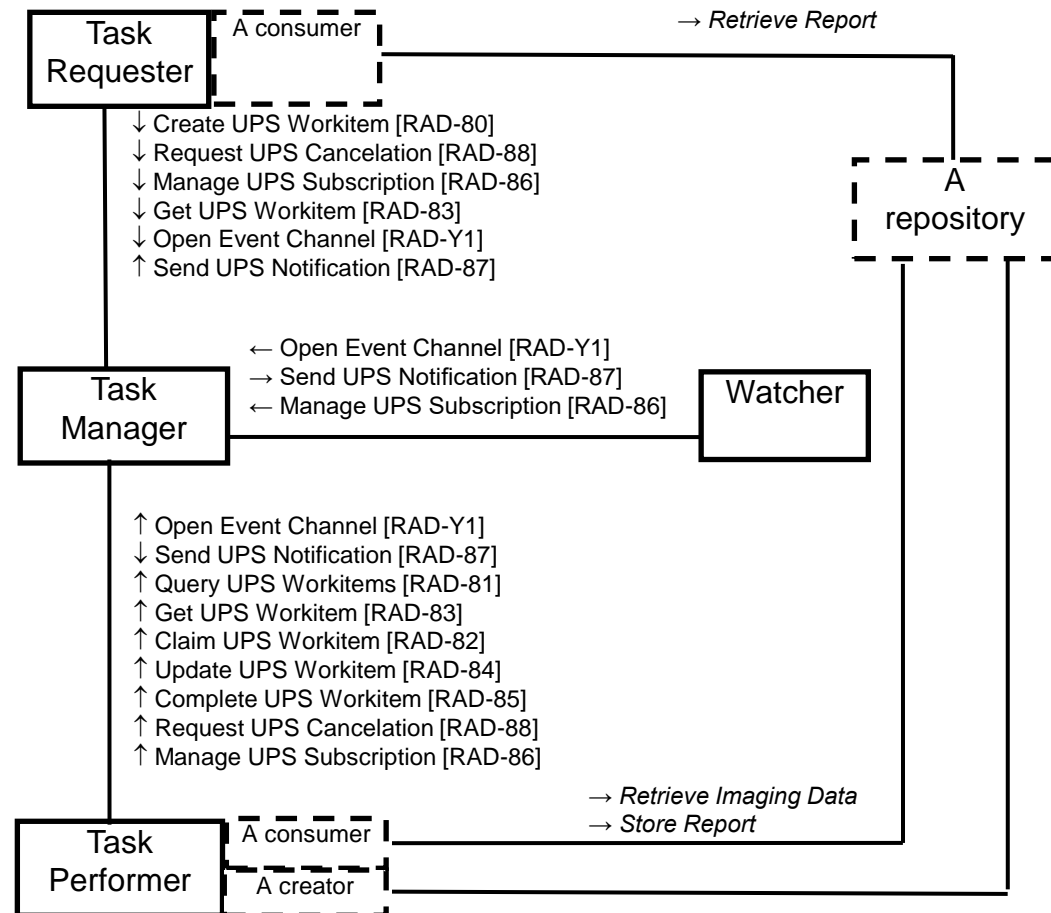 Task
Requester
A consumer
→ Retrieve Report
↓ Create UPS Workitem [RAD-80]
↓ Request UPS Cancelation [RAD-88]
↓ Manage UPS Subscription [RAD-86]
↓ Get UPS Workitem [RAD-83]
↓ Open Event Channel [RAD-Y1]
↑ Send UPS Notification [RAD-87]
A
repository
← Open Event Channel [RAD-Y1]
→ Send UPS Notification [RAD-87]
← Manage UPS Subscription [RAD-86]
Task
Manager
Watcher
↑ Open Event Channel [RAD-Y1]
↓ Send UPS Notification [RAD-87]
↑ Query UPS Workitems [RAD-81]
↑ Get UPS Workitem [RAD-83]
↑ Claim UPS Workitem [RAD-82]
↑ Update UPS Workitem [RAD-84]
↑ Complete UPS Workitem [RAD-85]
↑ Request UPS Cancelation [RAD-88]
↑ Manage UPS Subscription [RAD-86]
→ Retrieve Imaging Data
→ Store Report
Task
Performer
A consumer
A creator